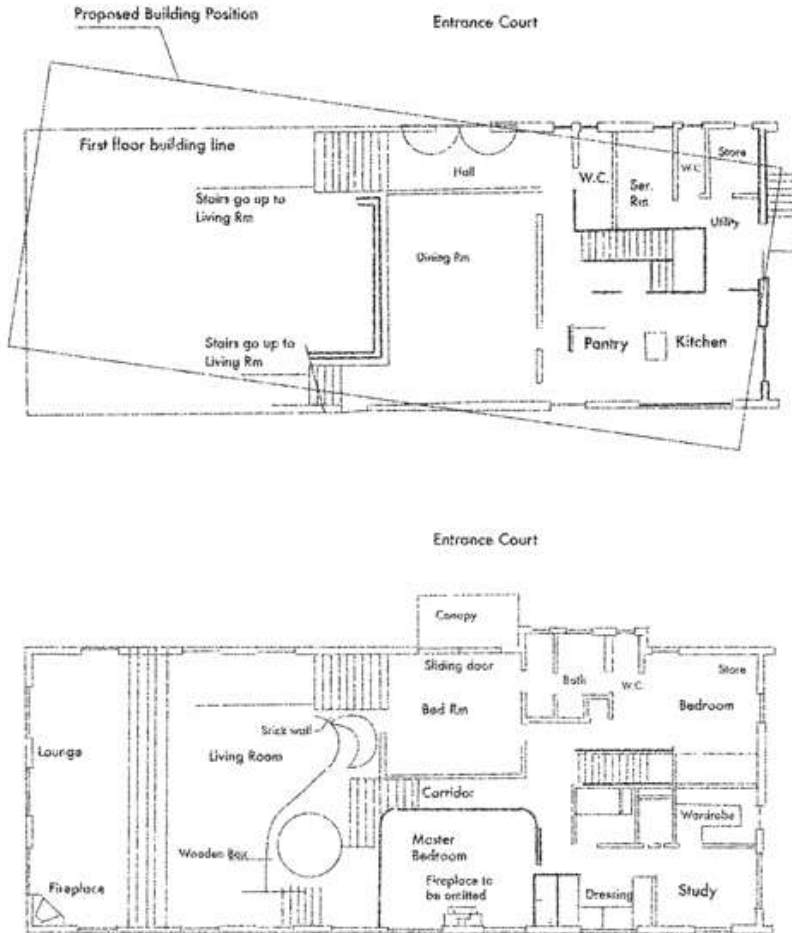 Proposed Building Position
Entrance Court
First floor building line
Hall
W.C.
Ser.
Rm
W.C
Store
Stairs go up to
Living Rm
Utility
Dining Rm
Stairs go up to
Living Rm
Pantry
Kitchen
Entrance Court
Canopy
Sliding door
Bath
W.C.
Store
Bed Rm
Bedroom
Brick wall
Lounge
Living Room
Corridor
Wardrobe
Master
Bedroom
Wooden Box
Fireplace
Fireplace to
be omitted
Dressing
Study